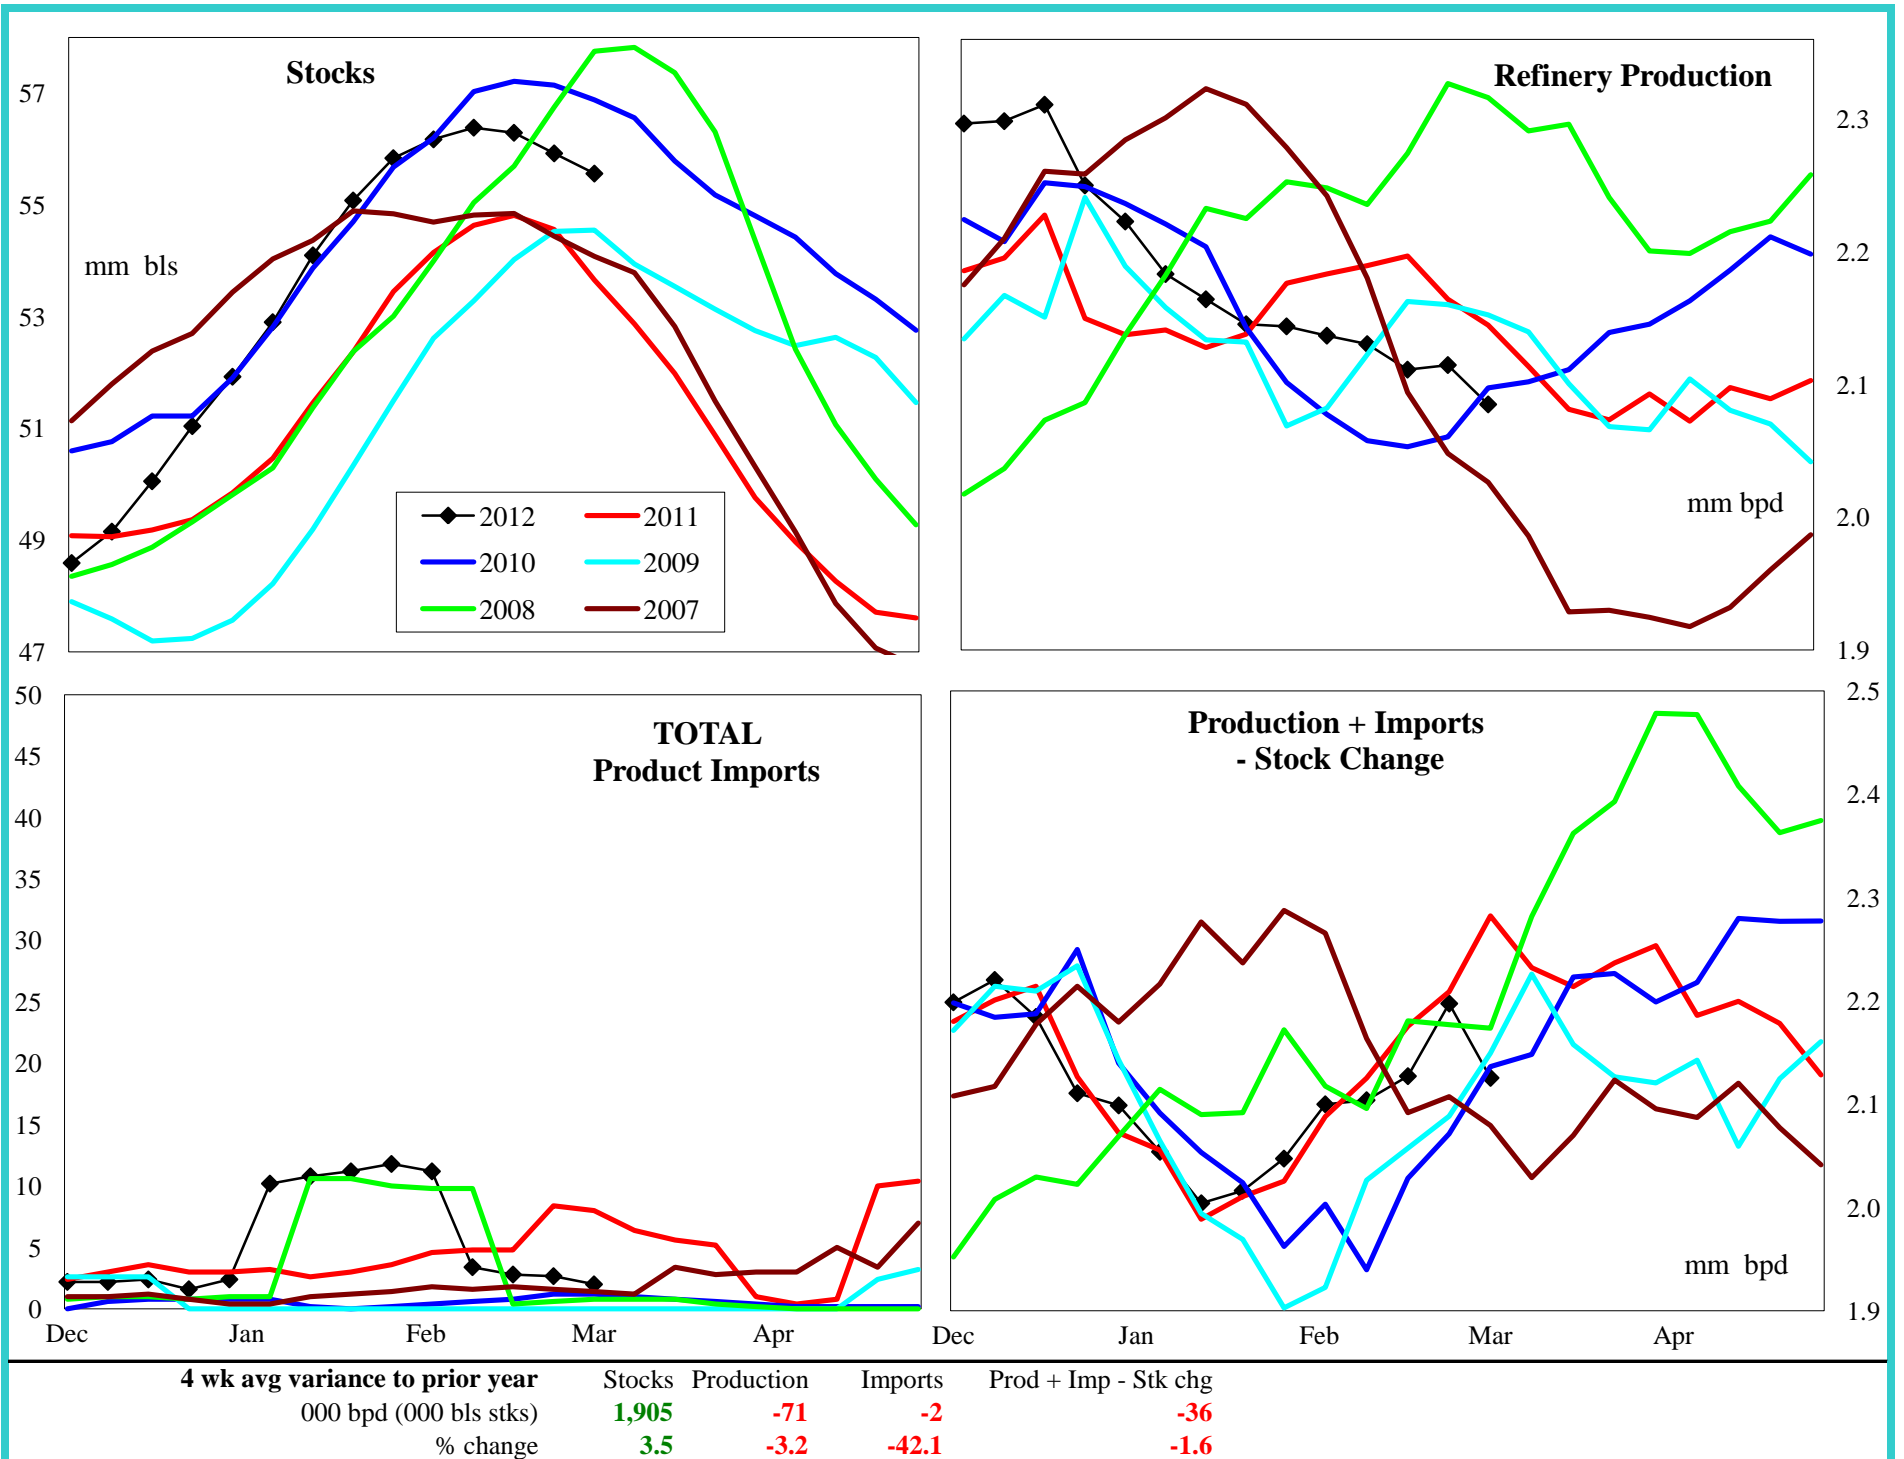 Stocks
57
55
53
51
49
47
mm  bls
2012
2011
2010
2009
2008
2007
Refinery Production
2.3
2.2
2.1
2.0
1.9
mm bpd
TOTAL
Product Imports
50
45
40
35
30
25
20
15
10
5
0
Dec Jan Feb Mar Apr
Production + Imports
- Stock Change
2.5
2.4
2.3
2.2
2.1
2.0
1.9
mm  bpd
Dec Jan Feb Mar Apr
4 wk avg variance to prior year Stocks Production Imports Prod + Imp - Stk chg
000 bpd (000 bls stks) 1,905 -71 -2 -36
% change 3.5 -3.2 -42.1 -1.6